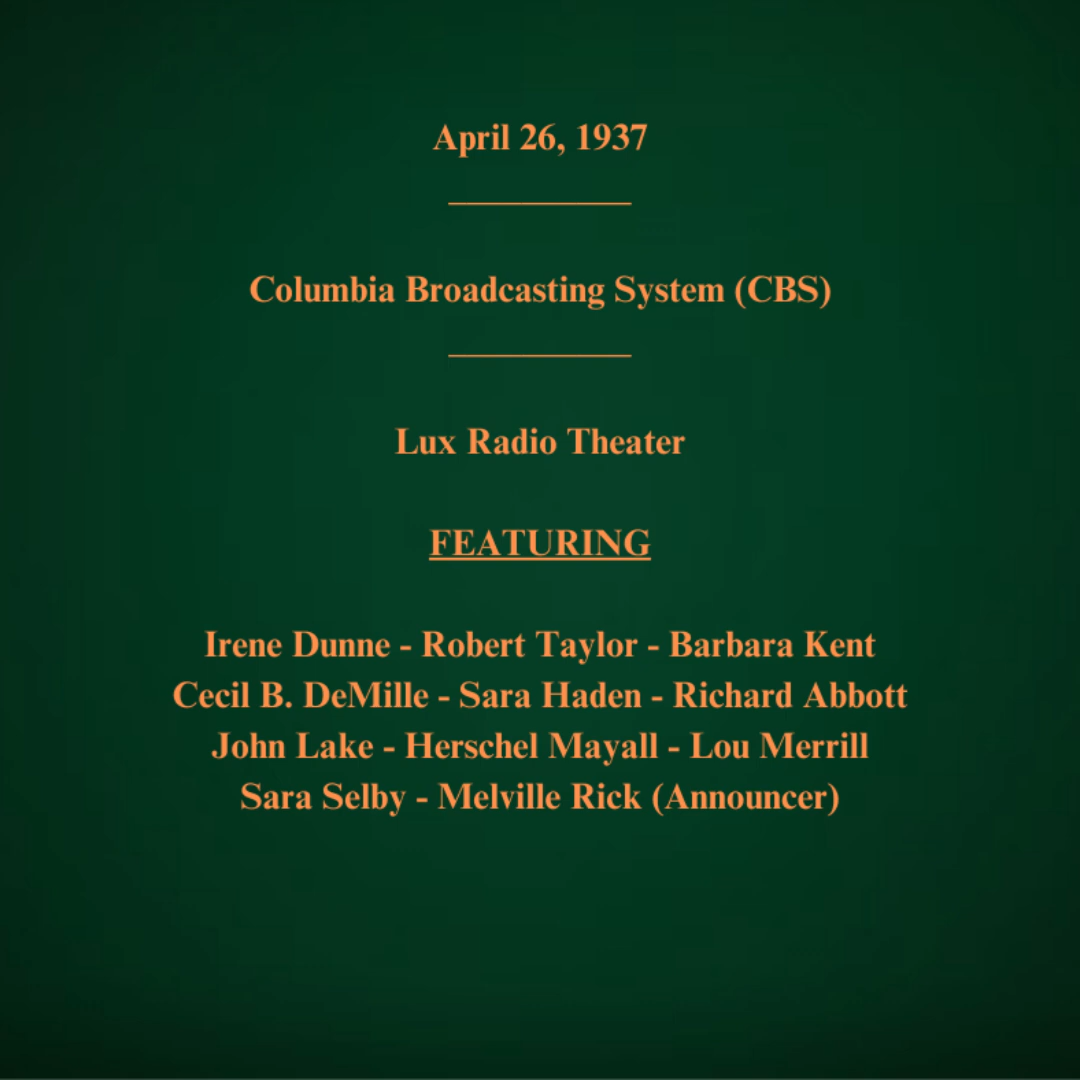 April 26, 1937
Columbia Broadcasting System (CBS)
Lux Radio Theater
FEATURING
Irene Dunne - Robert Taylor - Barbara Kent
Cecil B. DeMille - Sara Haden - Richard Abbott
John Lake - Herschel Mayall - Lou Merrill
Sara Selby - Melville Rick (Announcer)